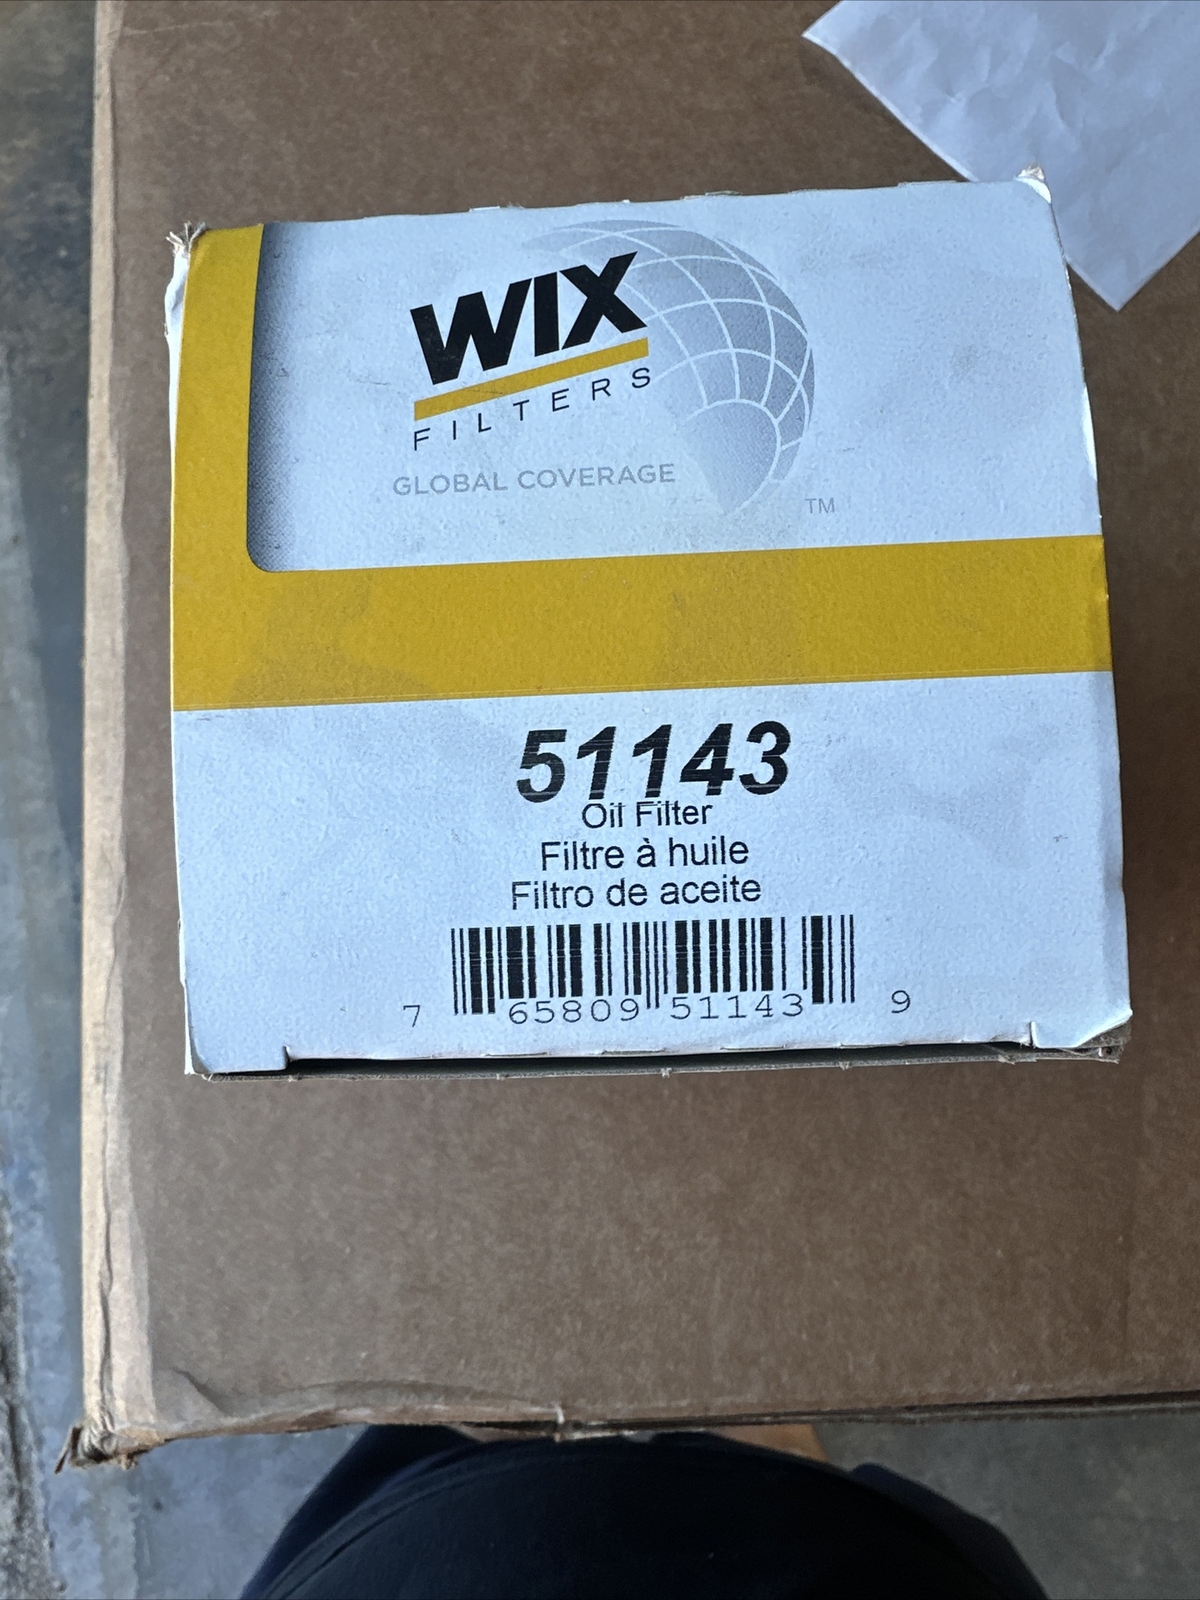 WIX
FILTERS
GLOBAL COVERAGE
TM
51143
Oil Filter
Filtre à huile
Filtro de aceite
7 65809 51143 9